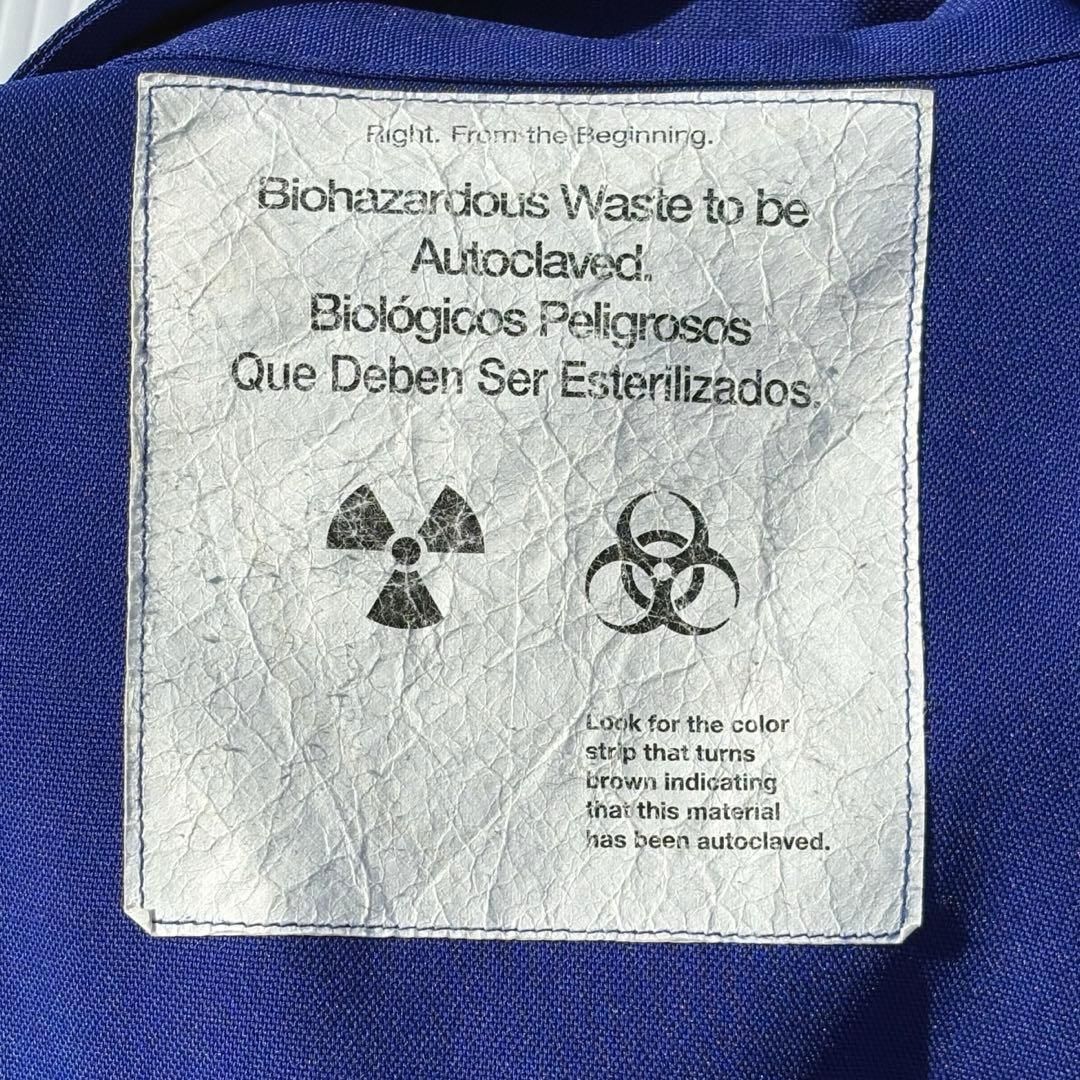 Right. From the Beginning.
Biohazardous Waste to be
Autoclaved.
Biológicos Peligrosos
Que Deben Ser Esterilizados.
Look for the color
strip that turns
brown indicating
that this material
has been autoclaved.